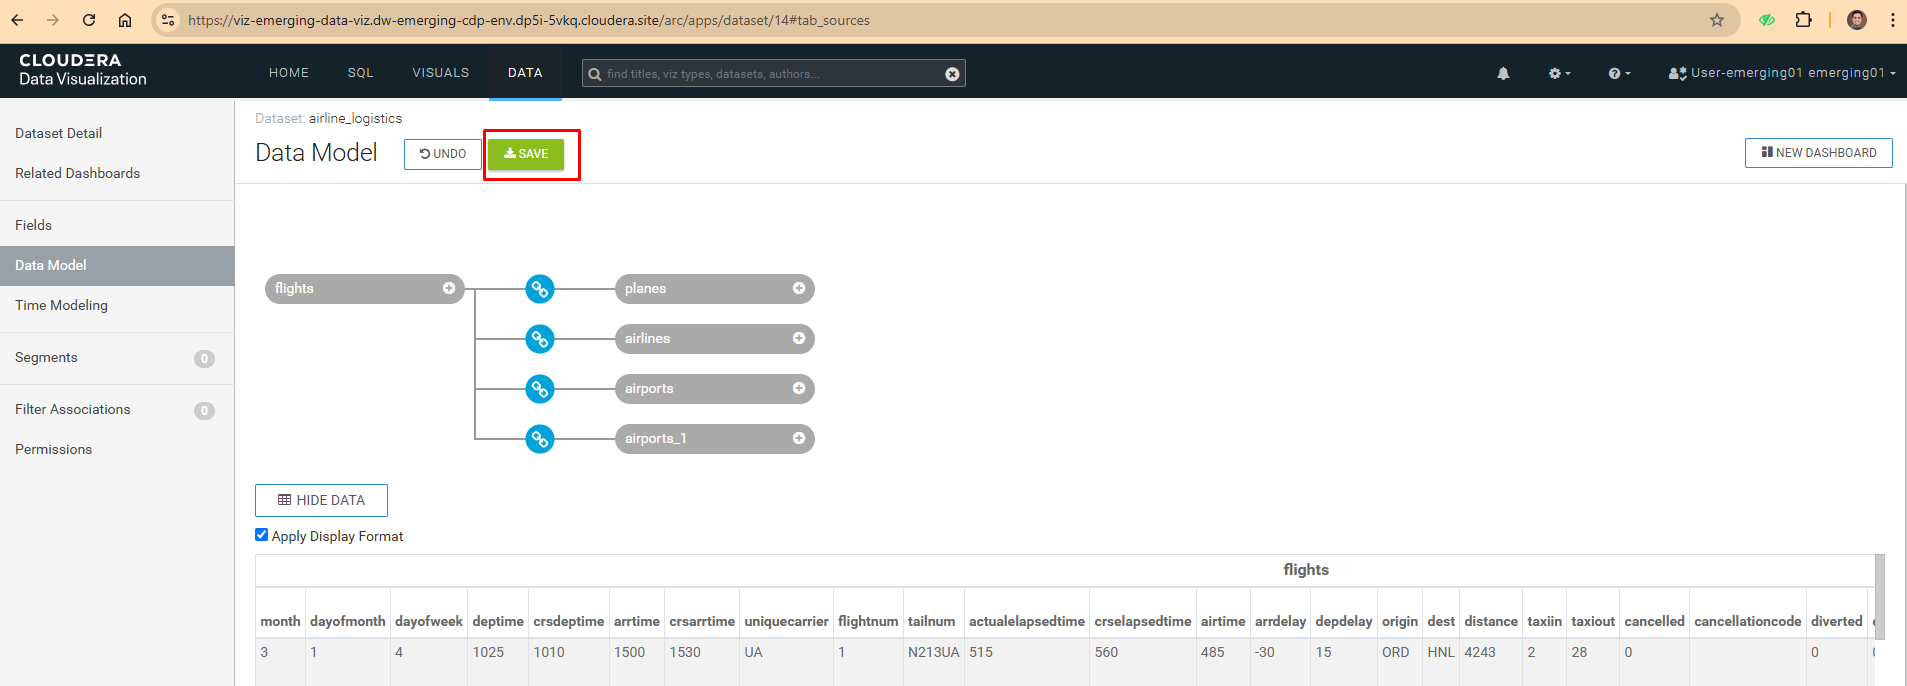 https://viz-emerging-data-viz.dw-emerging-cdp-env.dp5i-5vkq.cloudera.site/arc/apps/dataset/14#tab_sources
CLOUDERA
Data Visualization
HOME SQL VISUALS DATA
find titles, viz types, datasets, authors...
User-emerging01 emerging01
Dataset Detail
Related Dashboards
Fields
Data Model
Time Modeling
Segments 0
Filter Associations 0
Permissions
Dataset: airline_logistics
Data Model UNDO SAVE NEW DASHBOARD
flights planes
airlines
airports
airports_1
HIDE DATA
Apply Display Format
flights
month dayofmonth dayofweek deptime crsdeptime arrtime crsarrtime uniquecarrier flightnum tailnum actualelapsedtime crselapsedtime airtime arrdelay depdelay origin dest distance taxiin taxiout cancelled cancellationcode diverted
3 1 4 1025 1010 1500 1530 UA 1 N213UA 515 560 485 -30 15 ORD HNL 4243 2 28 0 0